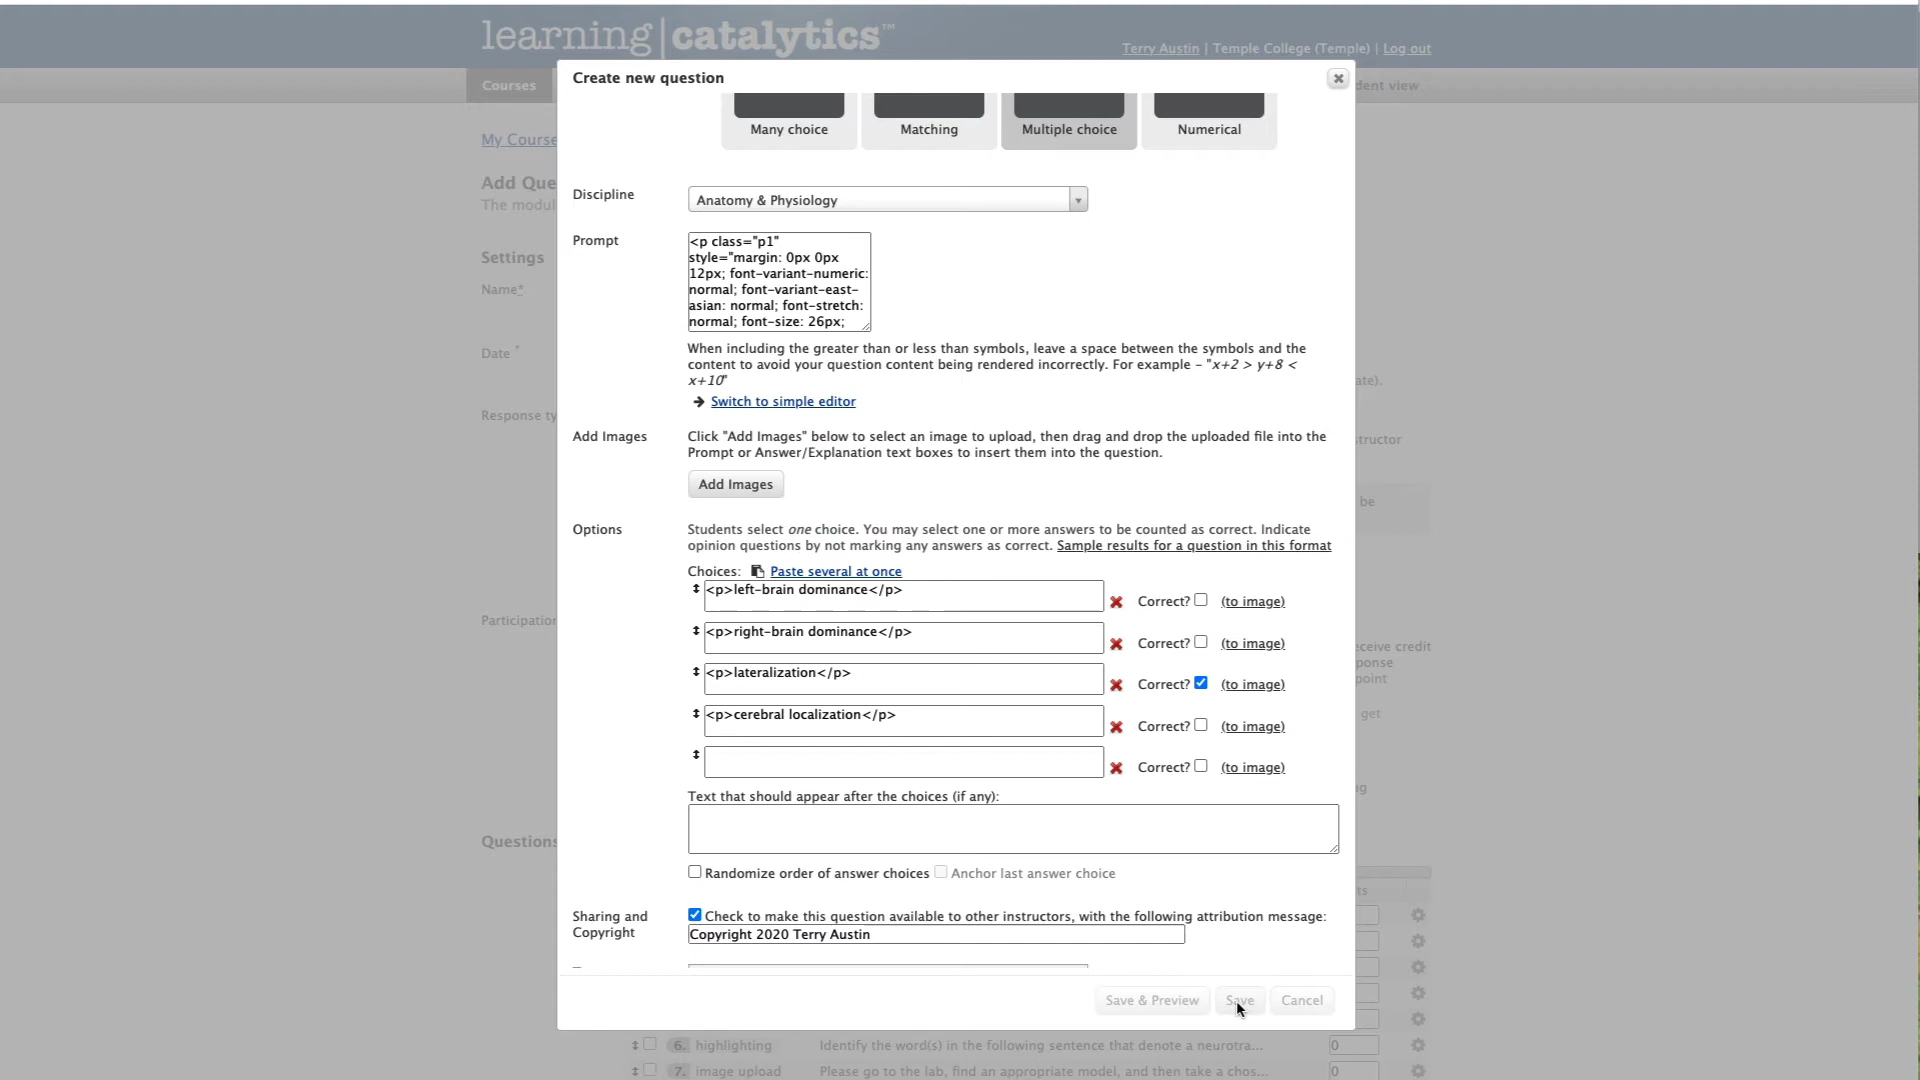 learning|catalytics™
Terry Austin | Temple College (Temple) | Log out
Courses
dent view
Create new question
Many choice
Matching
Multiple choice
Numerical
My Course
Add Que
The modul
Discipline
Anatomy & Physiology
Settings
Name*
Prompt
<p class="p1"
style="margin: 0px 0px
12px; font-variant-numeric:
normal; font-variant-east-
asian: normal; font-stretch:
normal; font-size: 26px;
Date *
When including the greater than or less than symbols, leave a space between the symbols and the
content to avoid your question content being rendered incorrectly. For example - "x+2 > y+8 <
x+10"
ate).
Switch to simple editor
Response ty
Add Images
Click "Add Images" below to select an image to upload, then drag and drop the uploaded file into the
Prompt or Answer/Explanation text boxes to insert them into the question.
structor
Add Images
be
Options
Students select one choice. You may select one or more answers to be counted as correct. Indicate
opinion questions by not marking any answers as correct. Sample results for a question in this format
Choices: Paste several at once
<p>left-brain dominance</p>
Correct? (to image)
<p>right-brain dominance</p>
Correct? (to image)
<p>lateralization</p>
Correct? (to image)
<p>cerebral localization</p>
Correct? (to image)
Correct? (to image)
Participation
eceive credit
ponse
point
get
ng
Text that should appear after the choices (if any):
Questions
Randomize order of answer choices Anchor last answer choice
ts
Sharing and
Copyright
Check to make this question available to other instructors, with the following attribution message:
Copyright 2020 Terry Austin
Save & Preview
Save
Cancel
6. highlighting Identify the word(s) in the following sentence that denote a neurotra... 0
7. image upload Please go to the lab, find an appropriate model, and then take a chos... 0